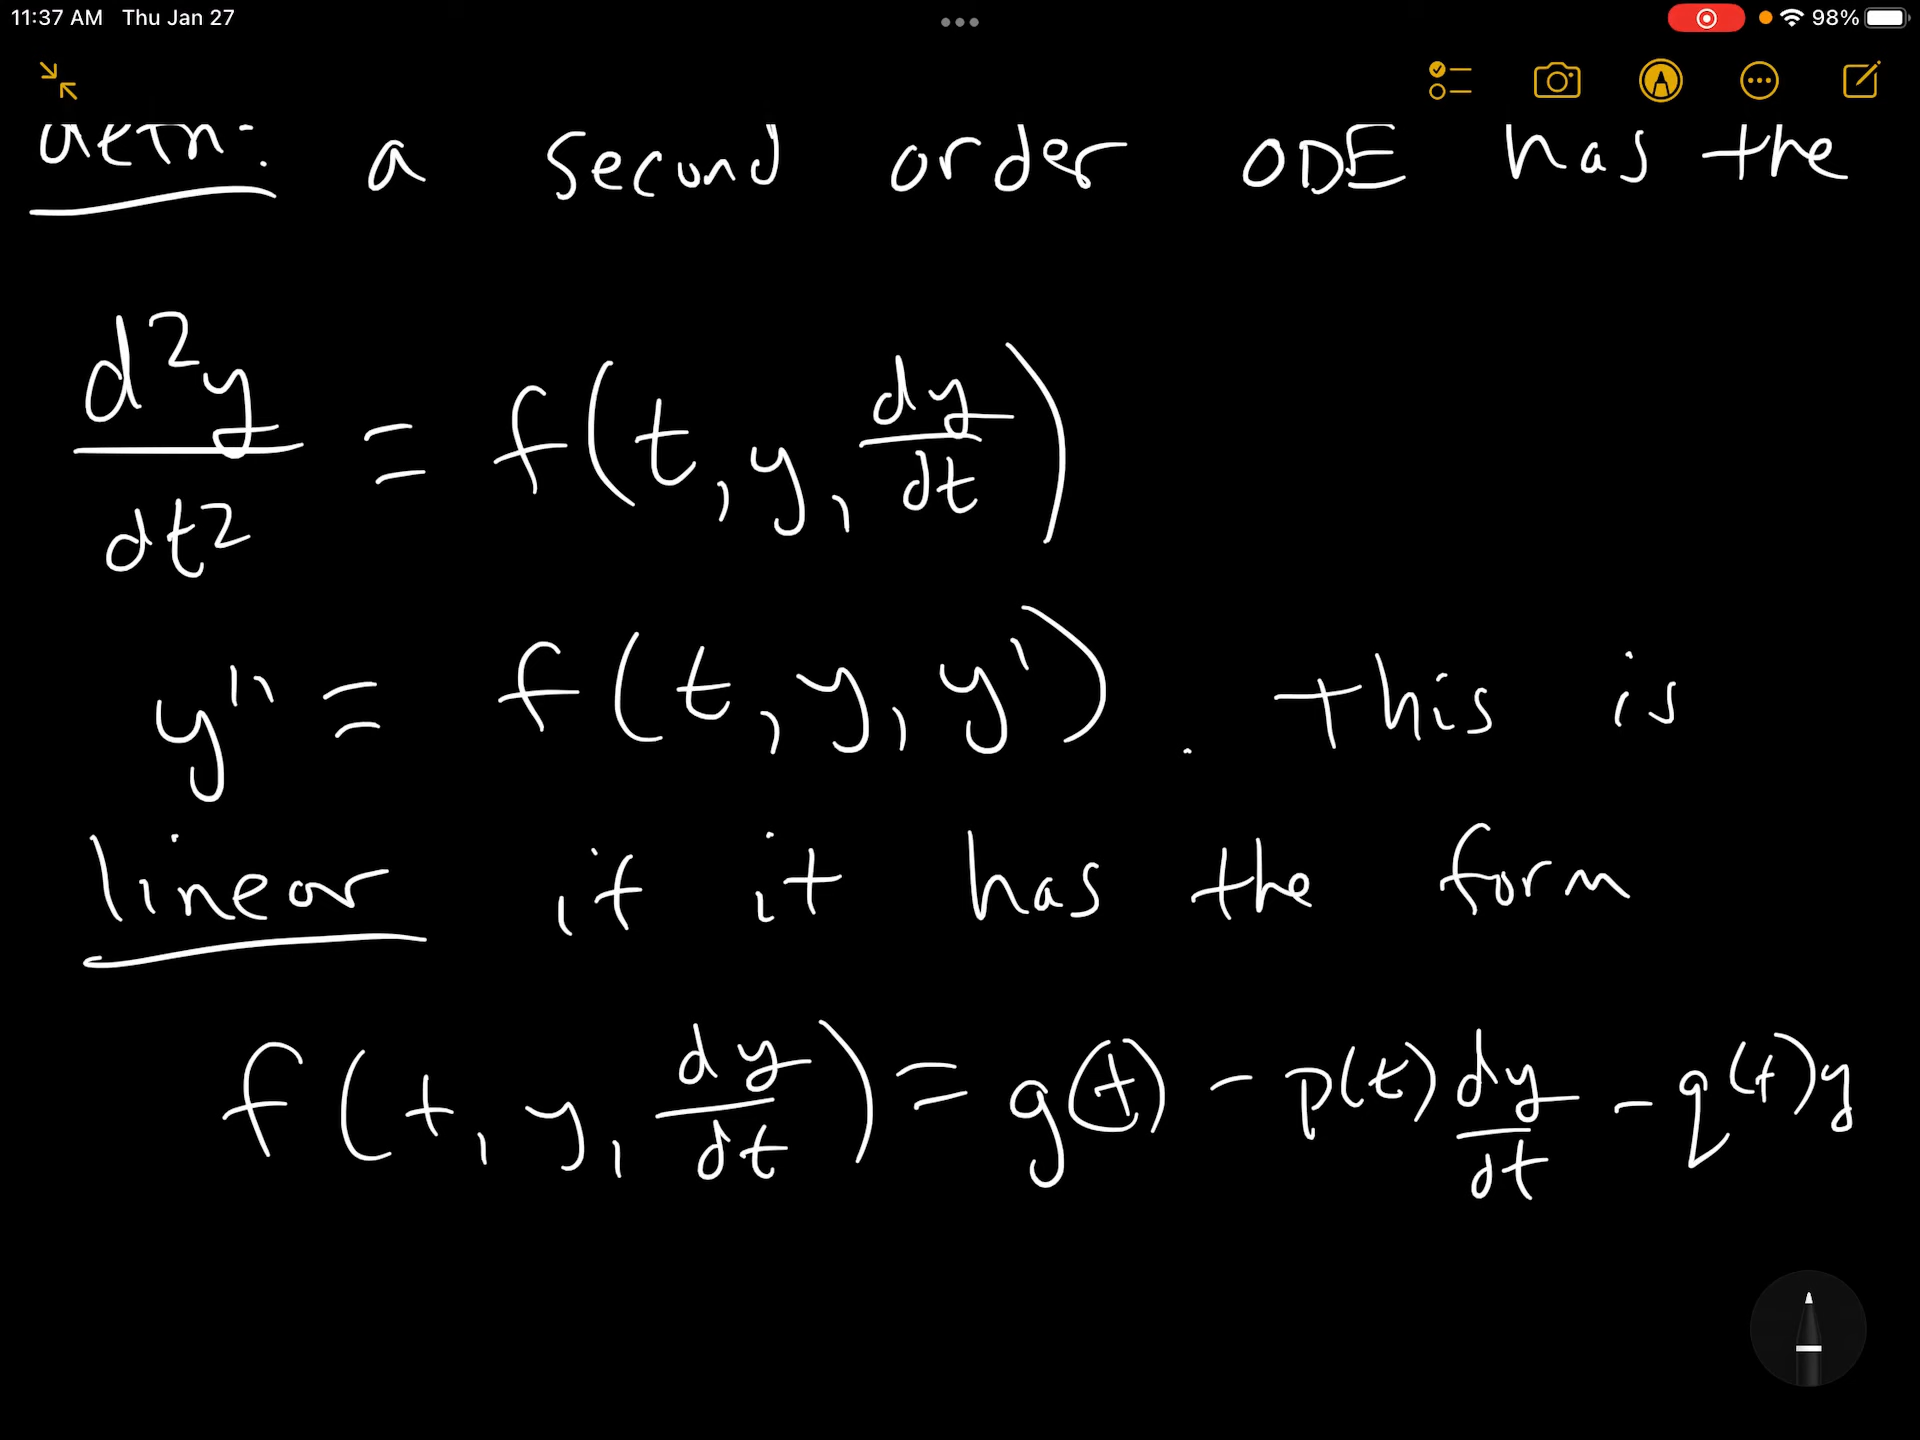 11:37 AM Thu Jan 27
98%
defn: a second order ODE has the
d²y/dt² = f(t, y, dy/dt)
y'' = f(t, y, y'). this is
linear if it has the form
f(t, y, dy/dt) = g(t) - p(t) dy/dt - q(t)y